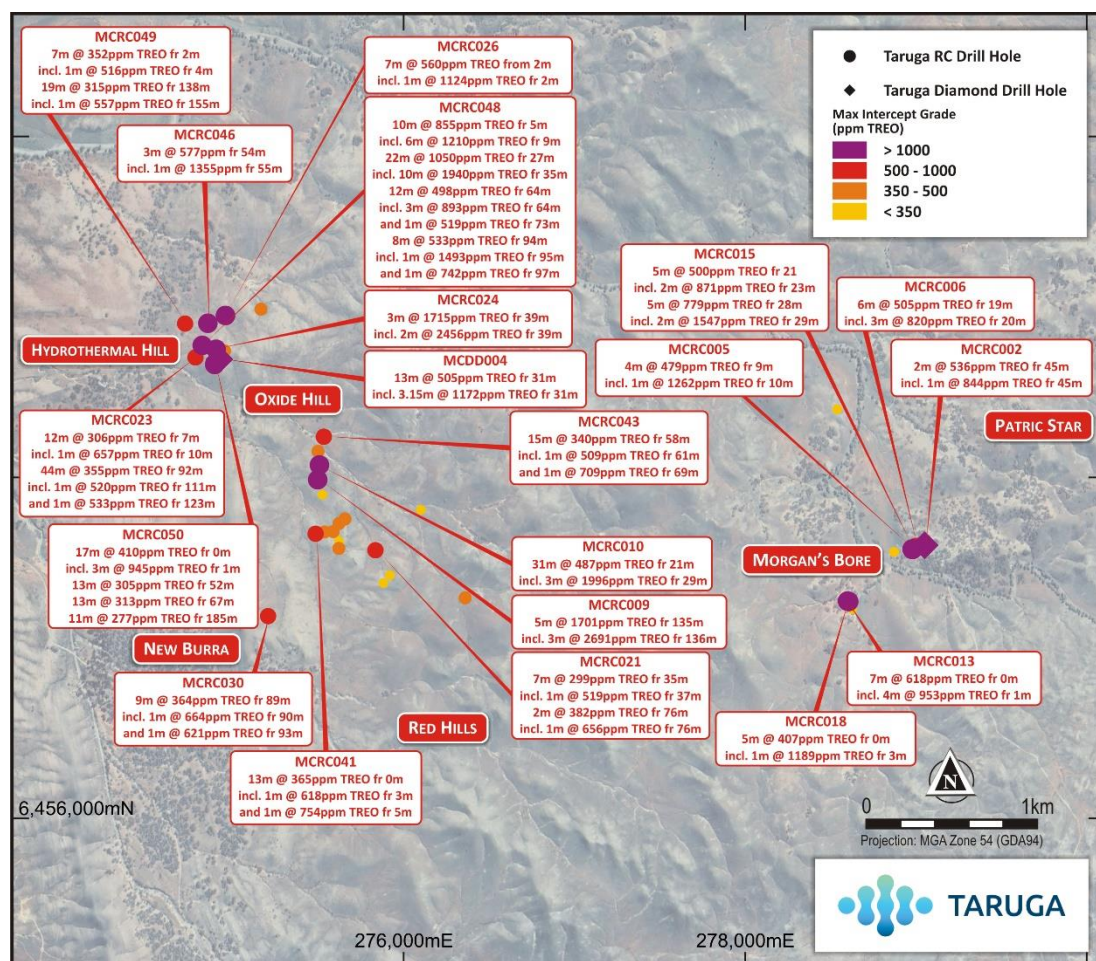 MCRC049
7m @ 352ppm TREO fr 2m
incl. 1m @ 516ppm TREO fr 4m
19m @ 315ppm TREO fr 138m
incl. 1m @ 557ppm TREO fr 155m
MCRC026
7m @ 560ppm TREO from 2m
incl. 1m @ 1124ppm TREO fr 2m
Taruga RC Drill Hole
Taruga Diamond Drill Hole
Max Intercept Grade
(ppm TREO)
> 1000
500 - 1000
350 - 500
< 350
MCRC046
3m @ 577ppm fr 54m
incl. 1m @ 1355ppm fr 55m
MCRC048
10m @ 855ppm TREO fr 5m
incl. 6m @ 1210ppm TREO fr 9m
22m @ 1050ppm TREO fr 27m
incl. 10m @ 1940ppm TREO fr 35m
12m @ 498ppm TREO fr 64m
incl. 3m @ 893ppm TREO fr 64m
and 1m @ 519ppm TREO fr 73m
8m @ 533ppm TREO fr 94m
incl. 1m @ 1493ppm TREO fr 95m
and 1m @ 742ppm TREO fr 97m
MCRC015
5m @ 500ppm TREO fr 21
incl. 2m @ 871ppm TREO fr 23m
5m @ 779ppm TREO fr 28m
incl. 2m @ 1547ppm TREO fr 29m
MCRC006
6m @ 505ppm TREO fr 19m
incl. 3m @ 820ppm TREO fr 20m
MCRC024
3m @ 1715ppm TREO fr 39m
incl. 2m @ 2456ppm TREO fr 39m
HYDROTHERMAL HILL
MCDD004
13m @ 505ppm TREO fr 31m
incl. 3.15m @ 1172ppm TREO fr 31m
MCRC005
4m @ 479ppm TREO fr 9m
incl. 1m @ 1262ppm TREO fr 10m
MCRC002
2m @ 536ppm TREO fr 45m
incl. 1m @ 844ppm TREO fr 45m
OXIDE HILL
PATRIC STAR
MCRC023
12m @ 306ppm TREO fr 7m
incl. 1m @ 657ppm TREO fr 10m
44m @ 355ppm TREO fr 92m
incl. 1m @ 520ppm TREO fr 111m
and 1m @ 533ppm TREO fr 123m
MCRC043
15m @ 340ppm TREO fr 58m
incl. 1m @ 509ppm TREO fr 61m
and 1m @ 709ppm TREO fr 69m
MCRC050
17m @ 410ppm TREO fr 0m
incl. 3m @ 945ppm TREO fr 1m
13m @ 305ppm TREO fr 52m
13m @ 313ppm TREO fr 67m
11m @ 277ppm TREO fr 185m
MCRC010
31m @ 487ppm TREO fr 21m
incl. 3m @ 1996ppm TREO fr 29m
MORGAN'S BORE
MCRC009
5m @ 1701ppm TREO fr 135m
incl. 3m @ 2691ppm TREO fr 136m
NEW BURRA
MCRC021
7m @ 299ppm TREO fr 35m
incl. 1m @ 519ppm TREO fr 37m
2m @ 382ppm TREO fr 76m
incl. 1m @ 656ppm TREO fr 76m
MCRC013
7m @ 618ppm TREO fr 0m
incl. 4m @ 953ppm TREO fr 1m
MCRC030
9m @ 364ppm TREO fr 89m
incl. 1m @ 664ppm TREO fr 90m
and 1m @ 621ppm TREO fr 93m
RED HILLS
MCRC018
5m @ 407ppm TREO fr 0m
incl. 1m @ 1189ppm TREO fr 3m
MCRC041
13m @ 365ppm TREO fr 0m
incl. 1m @ 618ppm TREO fr 3m
and 1m @ 754ppm TREO fr 5m
N
6,456,000mN
0 1km
Projection: MGA Zone 54 (GDA94)
TARUGA
276,000mE
278,000mE